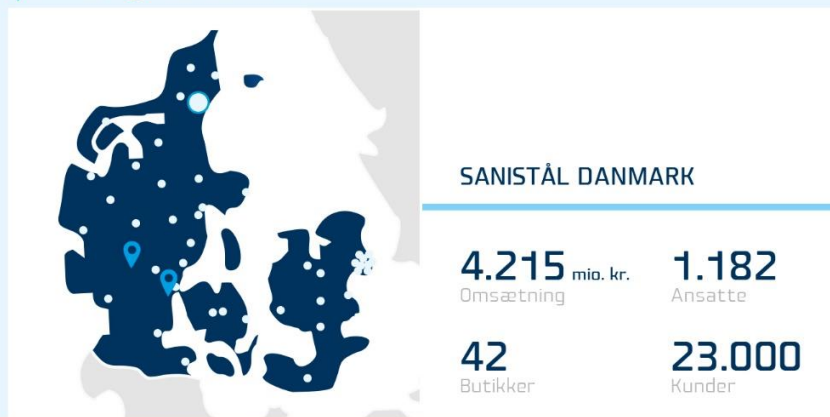 SANISTÅL DANMARK
4.215 mio. kr.
Omsætning
1.182
Ansatte
42
Butikker
23.000
Kunder